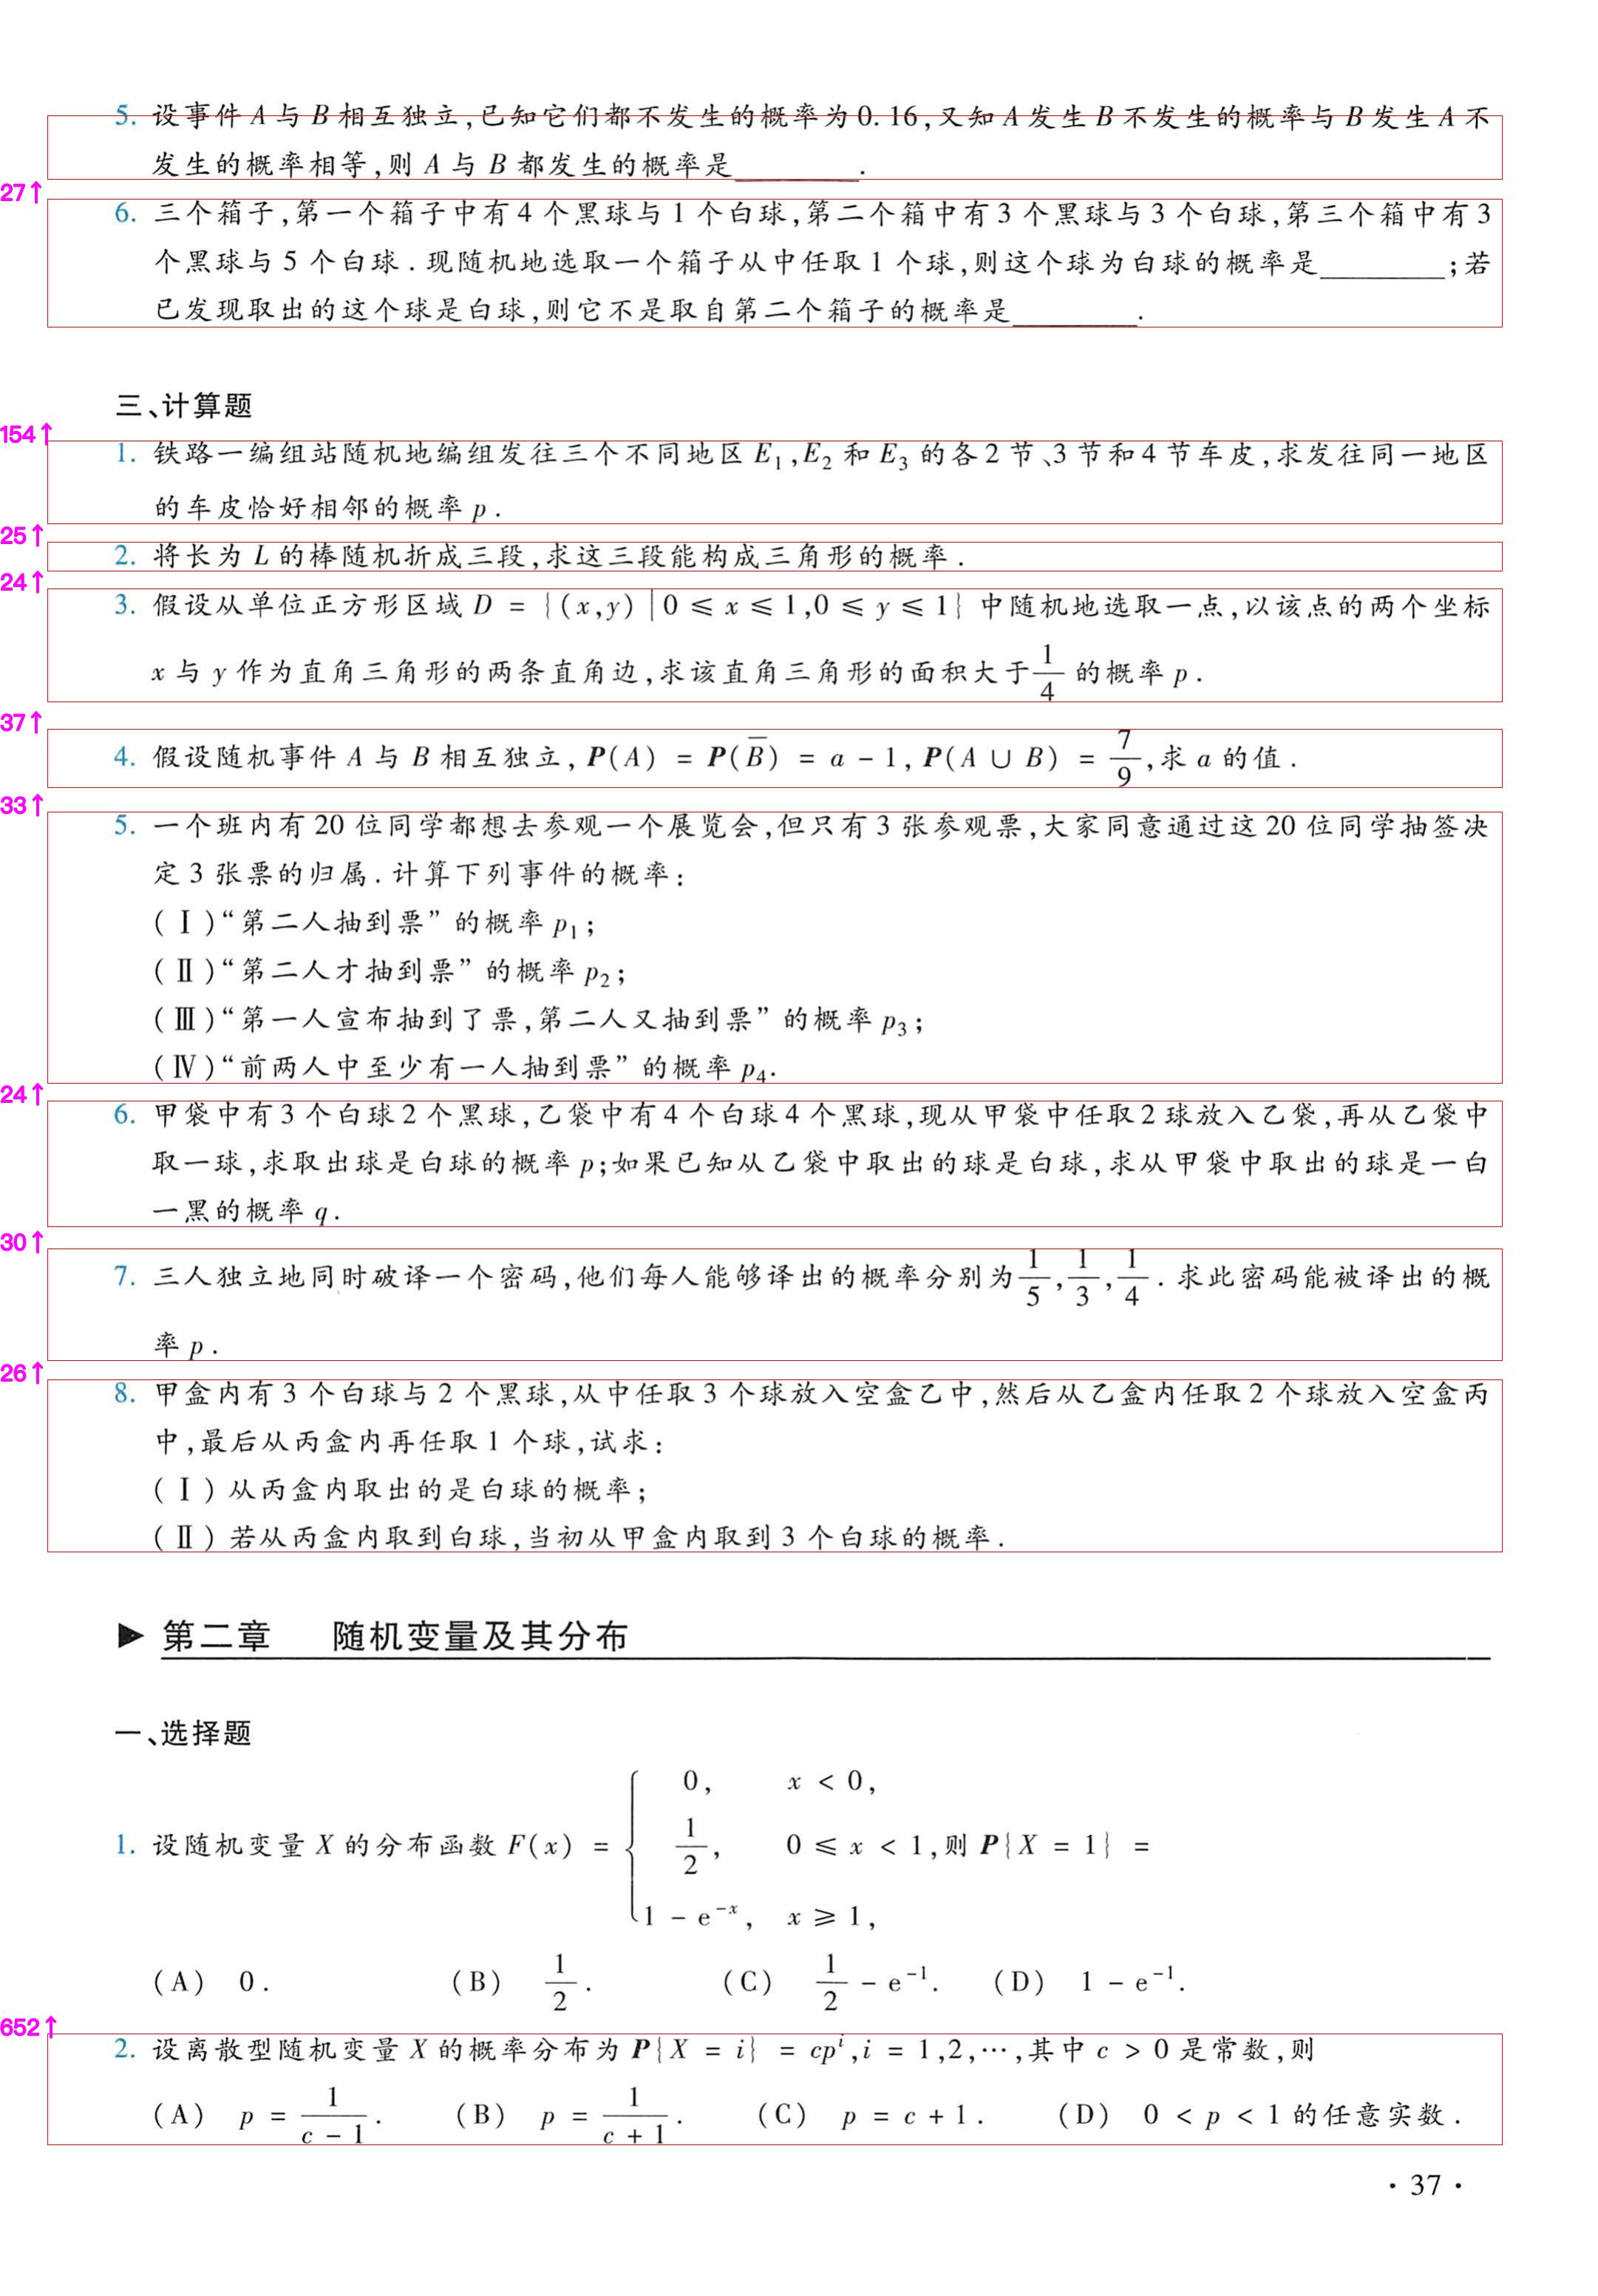 5. 设事件 A 与 B 相互独立,已知它们都不发生的概率为0.16,又知 A 发生 B 不发生的概率与 B 发生 A 不
发生的概率相等,则 A 与 B 都发生的概率是________.
27↑
6. 三个箱子,第一个箱子中有 4 个黑球与 1 个白球,第二个箱中有 3 个黑球与 3 个白球,第三个箱中有 3
个黑球与 5 个白球.现随机地选取一个箱子从中任取 1 个球,则这个球为白球的概率是________;若
已发现取出的这个球是白球,则它不是取自第二个箱子的概率是________.
三、计算题
154↑
1. 铁路一编组站随机地编组发往三个不同地区 E₁,E₂ 和 E₃ 的各 2 节、3 节和 4 节车皮,求发往同一地区
的车皮恰好相邻的概率 p.
25↑
2. 将长为 L 的棒随机折成三段,求这三段能构成三角形的概率.
24↑
3. 假设从单位正方形区域 D = {(x,y) | 0 ≤ x ≤ 1,0 ≤ y ≤ 1} 中随机地选取一点,以该点的两个坐标
x 与 y 作为直角三角形的两条直角边,求该直角三角形的面积大于 1/4 的概率 p.
37↑
4. 假设随机事件 A 与 B 相互独立, P(A) = P(B̅) = a − 1, P(A ∪ B) = 7/9,求 a 的值.
33↑
5. 一个班内有 20 位同学都想去参观一个展览会,但只有 3 张参观票,大家同意通过这 20 位同学抽签决
定 3 张票的归属.计算下列事件的概率:
(Ⅰ)“第二人抽到票”的概率 p₁;
(Ⅱ)“第二人才抽到票”的概率 p₂;
(Ⅲ)“第一人宣布抽到了票,第二人又抽到票”的概率 p₃;
(Ⅳ)“前两人中至少有一人抽到票”的概率 p₄.
24↑
6. 甲袋中有 3 个白球 2 个黑球,乙袋中有 4 个白球 4 个黑球,现从甲袋中任取 2 球放入乙袋,再从乙袋中
取一球,求取出球是白球的概率 p;如果已知从乙袋中取出的球是白球,求从甲袋中取出的球是一白
一黑的概率 q.
30↑
7. 三人独立地同时破译一个密码,他们每人能够译出的概率分别为 1/5, 1/3, 1/4. 求此密码能被译出的概
率 p.
26↑
8. 甲盒内有 3 个白球与 2 个黑球,从中任取 3 个球放入空盒乙中,然后从乙盒内任取 2 个球放入空盒丙
中,最后从丙盒内再任取 1 个球,试求:
(Ⅰ) 从丙盒内取出的是白球的概率;
(Ⅱ) 若从丙盒内取到白球,当初从甲盒内取到 3 个白球的概率.
▶ 第二章 随机变量及其分布
一、选择题
1. 设随机变量 X 的分布函数 F(x) = { 0, x < 0, 1/2, 0 ≤ x < 1, 1 − e⁻ˣ, x ≥ 1, 则 P{X = 1} =
(A) 0. (B) 1/2. (C) 1/2 − e⁻¹. (D) 1 − e⁻¹.
652↑
2. 设离散型随机变量 X 的概率分布为 P{X = i} = cpⁱ,i = 1,2,⋯,其中 c > 0 是常数,则
(A) p = 1/(c − 1). (B) p = 1/(c + 1). (C) p = c + 1. (D) 0 < p < 1 的任意实数.
· 37 ·